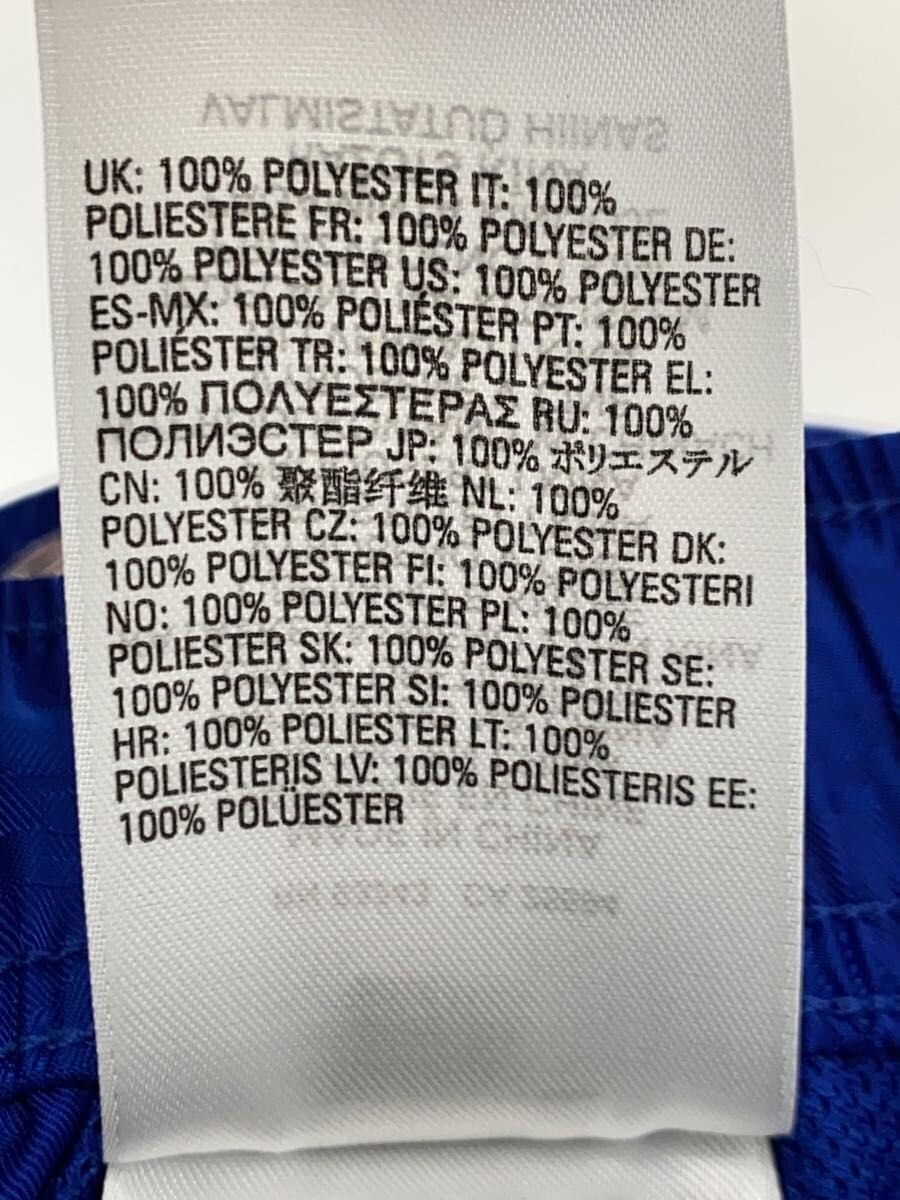 UK: 100% POLYESTER IT: 100%
POLIESTERE FR: 100% POLYESTER DE:
100% POLYESTER US: 100% POLYESTER
ES-MX: 100% POLIÉSTER PT: 100%
POLIÉSTER TR: 100% POLYESTER EL:
100% ΠΟΛΥΕΣΤΕΡΑΣ RU: 100%
ПОЛИЭСТЕР JP: 100% ポリエステル
CN: 100% 聚酯纤维 NL: 100%
POLYESTER CZ: 100% POLYESTER DK:
100% POLYESTER FI: 100% POLYESTERI
NO: 100% POLYESTER PL: 100%
POLIESTER SK: 100% POLYESTER SE:
100% POLYESTER SI: 100% POLIESTER
HR: 100% POLIESTER LT: 100%
POLIESTERIS LV: 100% POLIESTERIS EE:
100% POLÜESTER